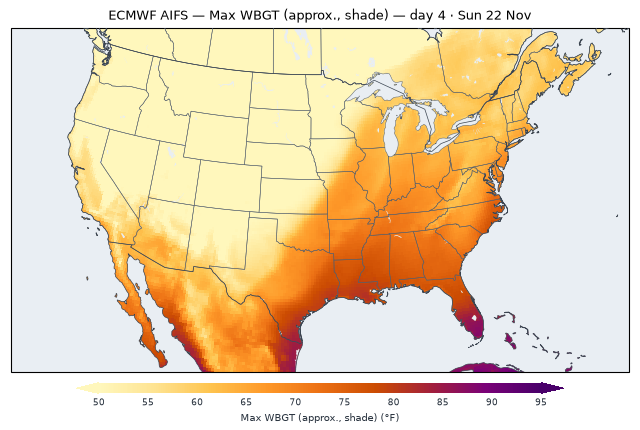 ECMWF AIFS — Max WBGT (approx., shade) — day 4 · Sun 22 Nov
50 55 60 65 70 75 80 85 90 95
Max WBGT (approx., shade) (°F)